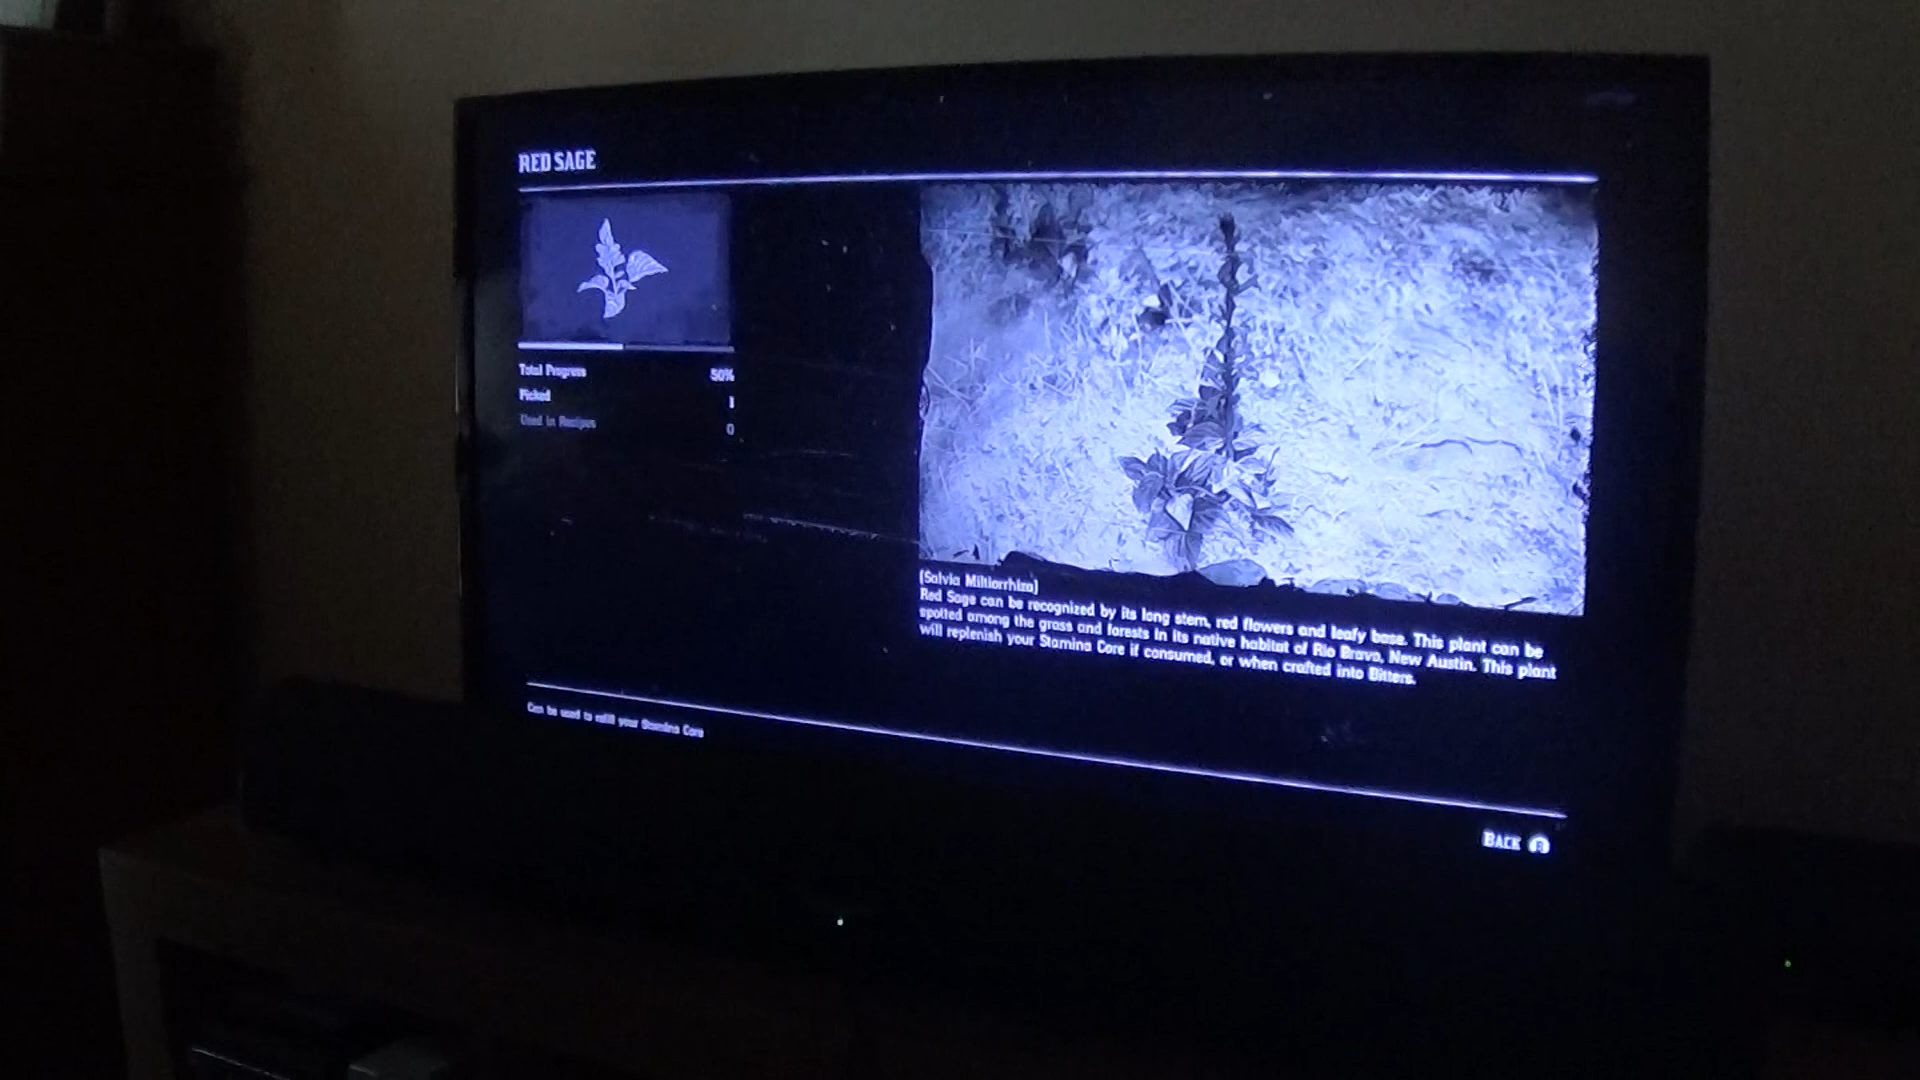 RED SAGE
Total Progress 50%
Picked 1
Used in Recipes 0
(Salvia Miltiorrhiza)
Red Sage can be recognized by its long stem, red flowers and leafy base. This plant can be
spotted among the grass and forests in its native habitat of Rio Bravo, New Austin. This plant
will replenish your Stamina Core if consumed, or when crafted into Bitters.
Can be used to refill your Stamina Core
BACK B